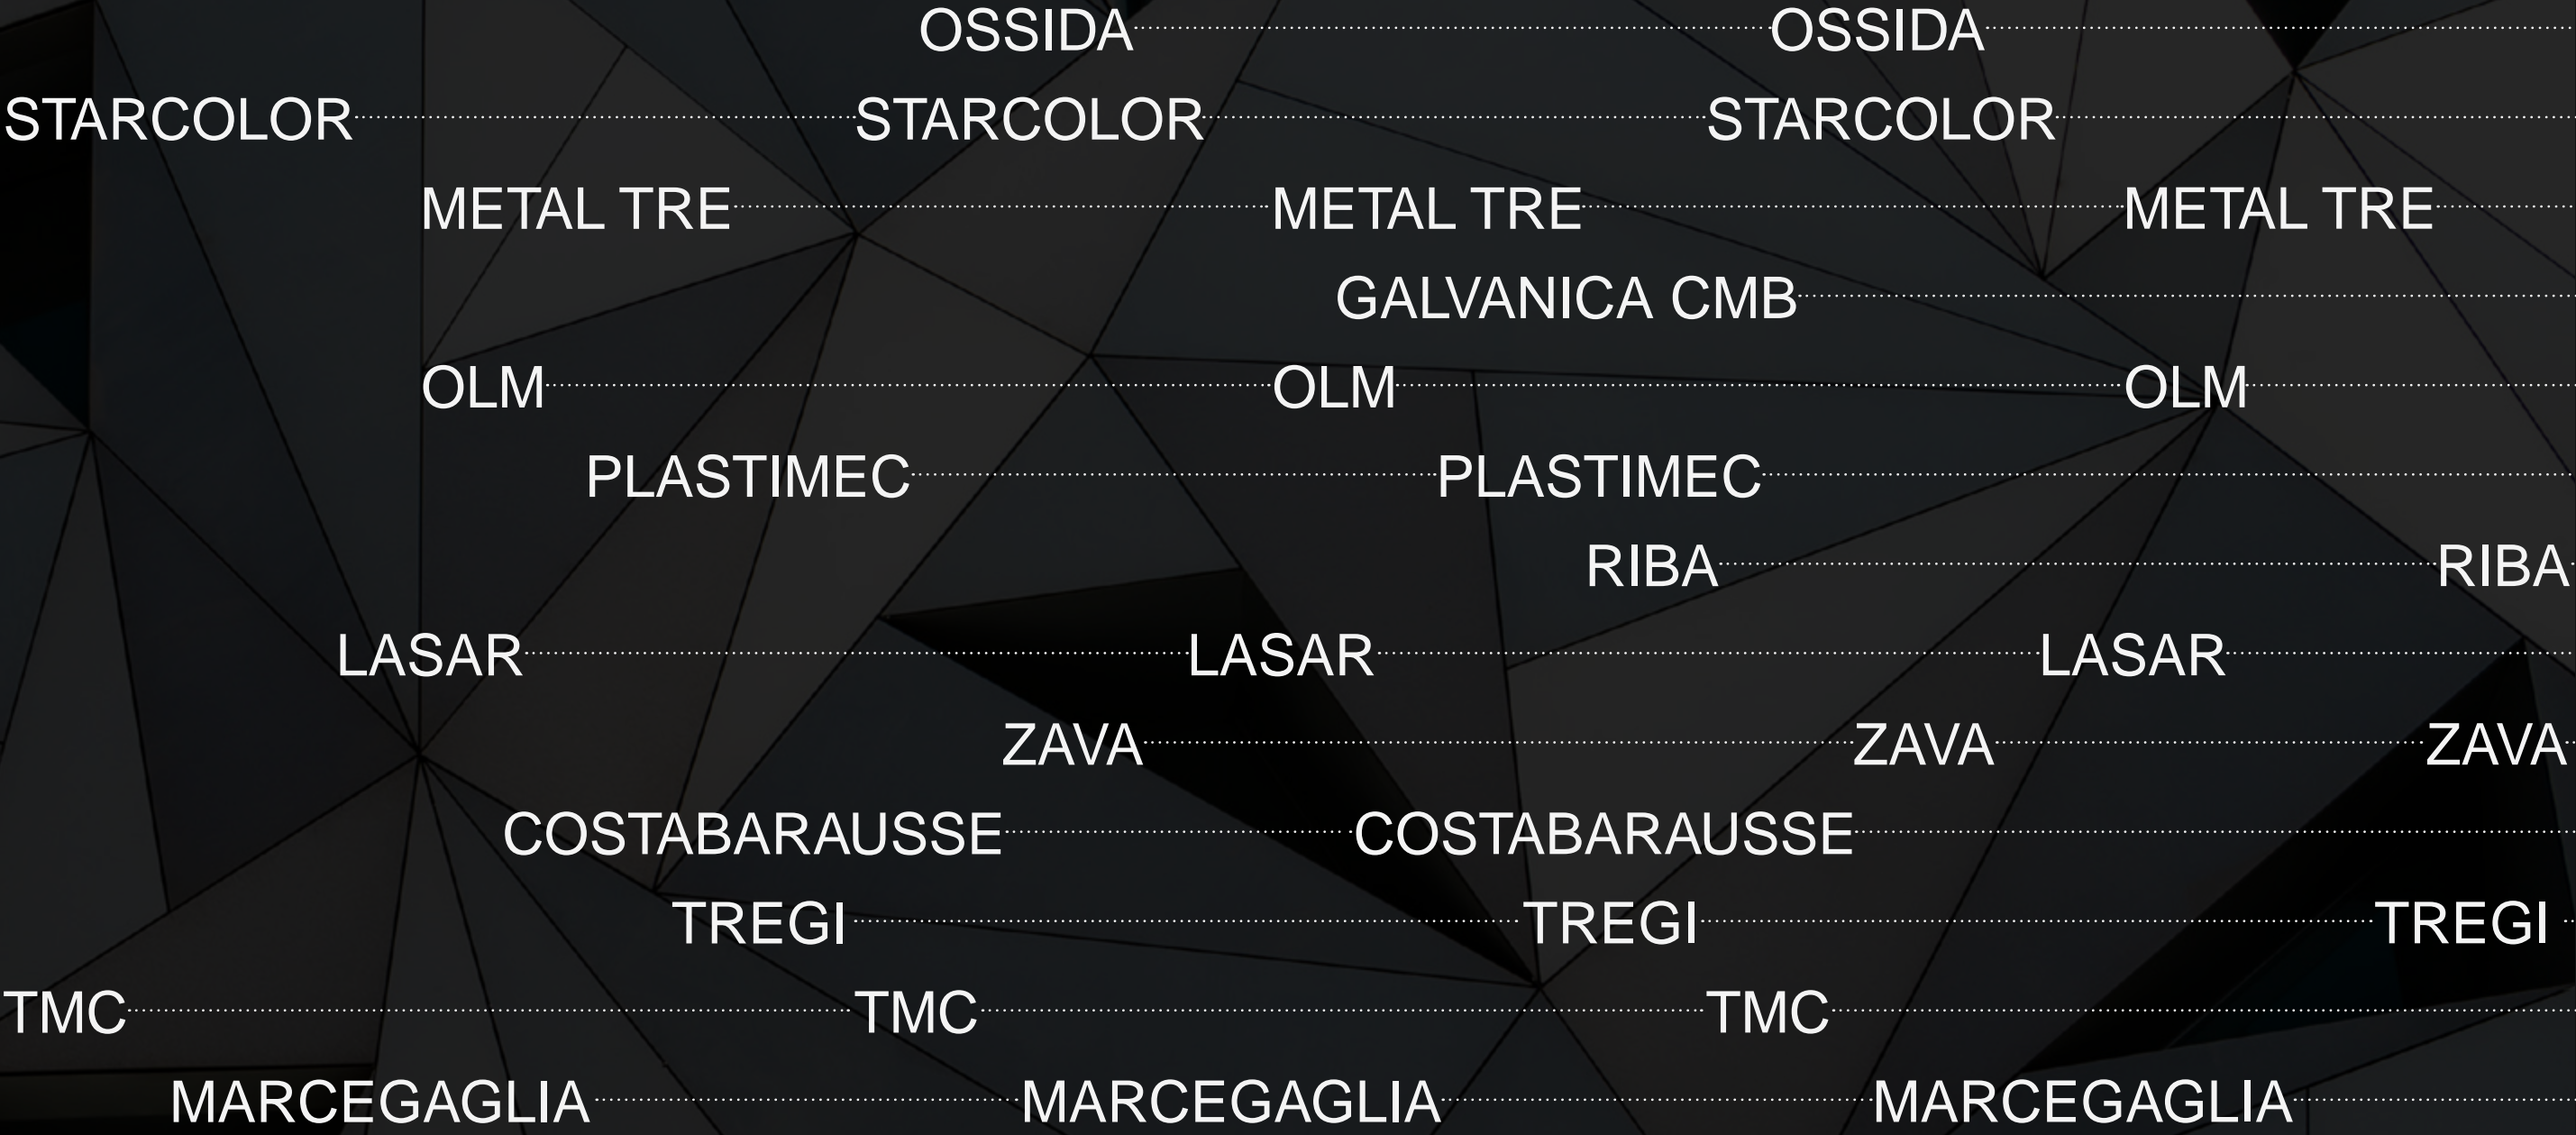 OSSIDA OSSIDA
STARCOLOR STARCOLOR STARCOLOR
METAL TRE METAL TRE METAL TRE
GALVANICA CMB
OLM OLM OLM
PLASTIMEC PLASTIMEC
RIBA RIBA
LASAR LASAR LASAR
ZAVA ZAVA ZAVA
COSTABARAUSSE COSTABARAUSSE
TREGI TREGI TREGI
TMC TMC TMC
MARCEGAGLIA MARCEGAGLIA MARCEGAGLIA